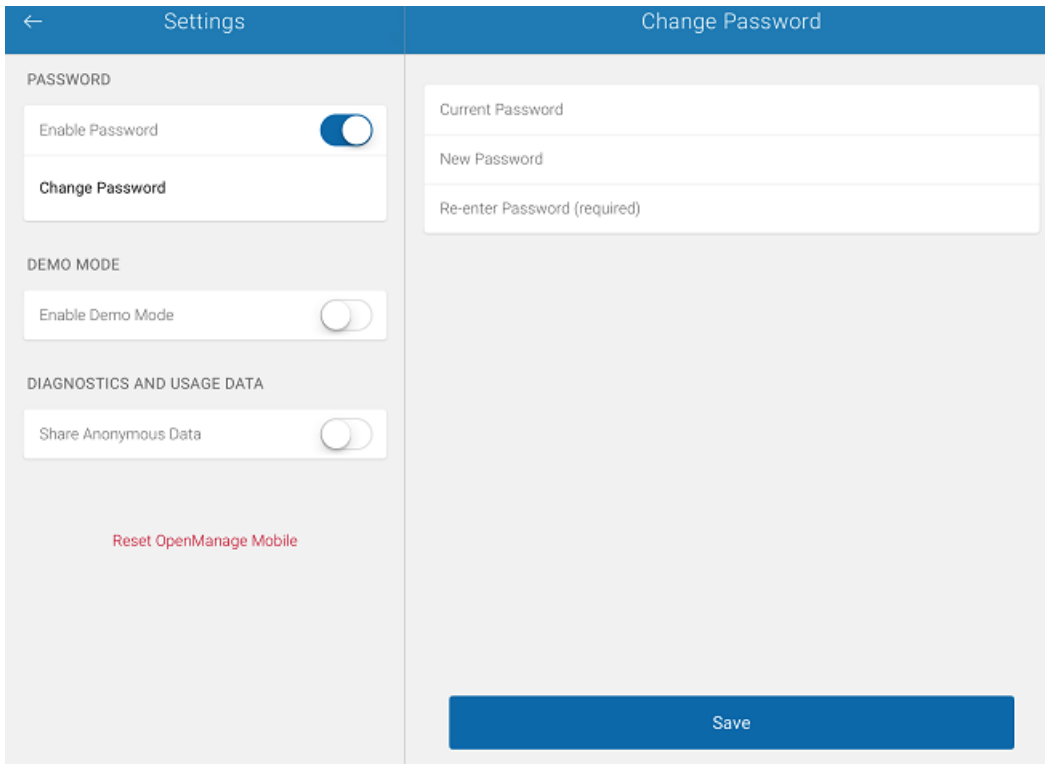 Settings
Change Password
PASSWORD
Enable Password
Change Password
DEMO MODE
Enable Demo Mode
DIAGNOSTICS AND USAGE DATA
Share Anonymous Data
Reset OpenManage Mobile
Current Password
New Password
Re-enter Password (required)
Save